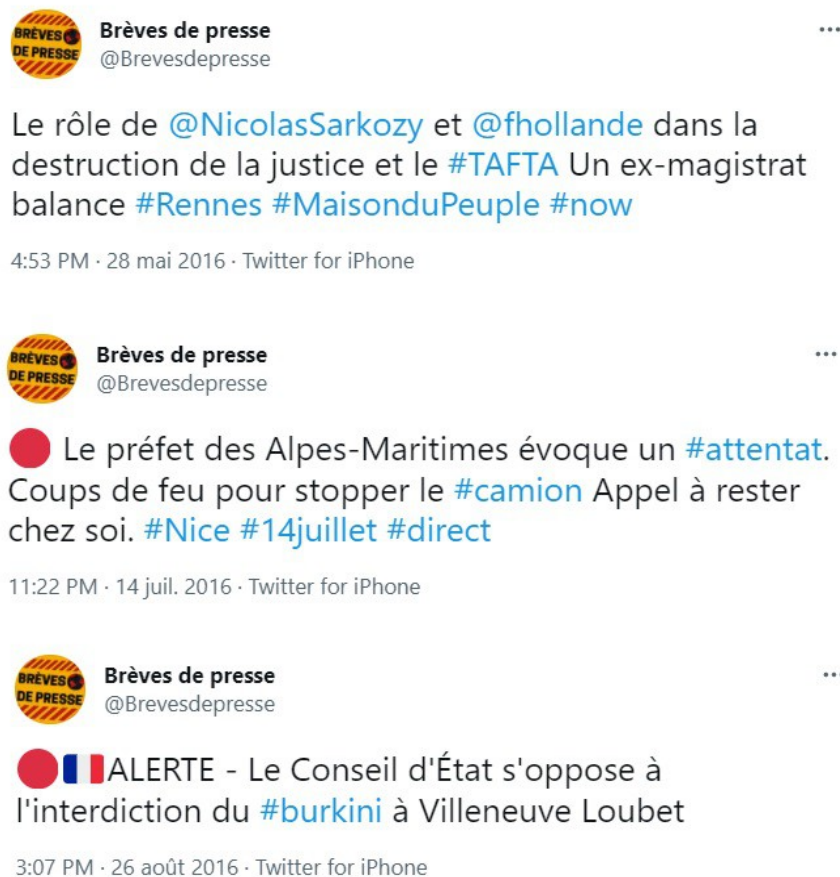 BRÈVES
DE PRESSE
Brèves de presse
@Brevesdepresse
Le rôle de @NicolasSarkozy et @fhollande dans la
destruction de la justice et le #TAFTA Un ex-magistrat
balance #Rennes #MaisonduPeuple #now
4:53 PM · 28 mai 2016 · Twitter for iPhone
BRÈVES
DE PRESSE
Brèves de presse
@Brevesdepresse
Le préfet des Alpes-Maritimes évoque un #attentat.
Coups de feu pour stopper le #camion Appel à rester
chez soi. #Nice #14juillet #direct
11:22 PM · 14 juil. 2016 · Twitter for iPhone
BRÈVES
DE PRESSE
Brèves de presse
@Brevesdepresse
ALERTE - Le Conseil d'État s'oppose à
l'interdiction du #burkini à Villeneuve Loubet
3:07 PM · 26 août 2016 · Twitter for iPhone